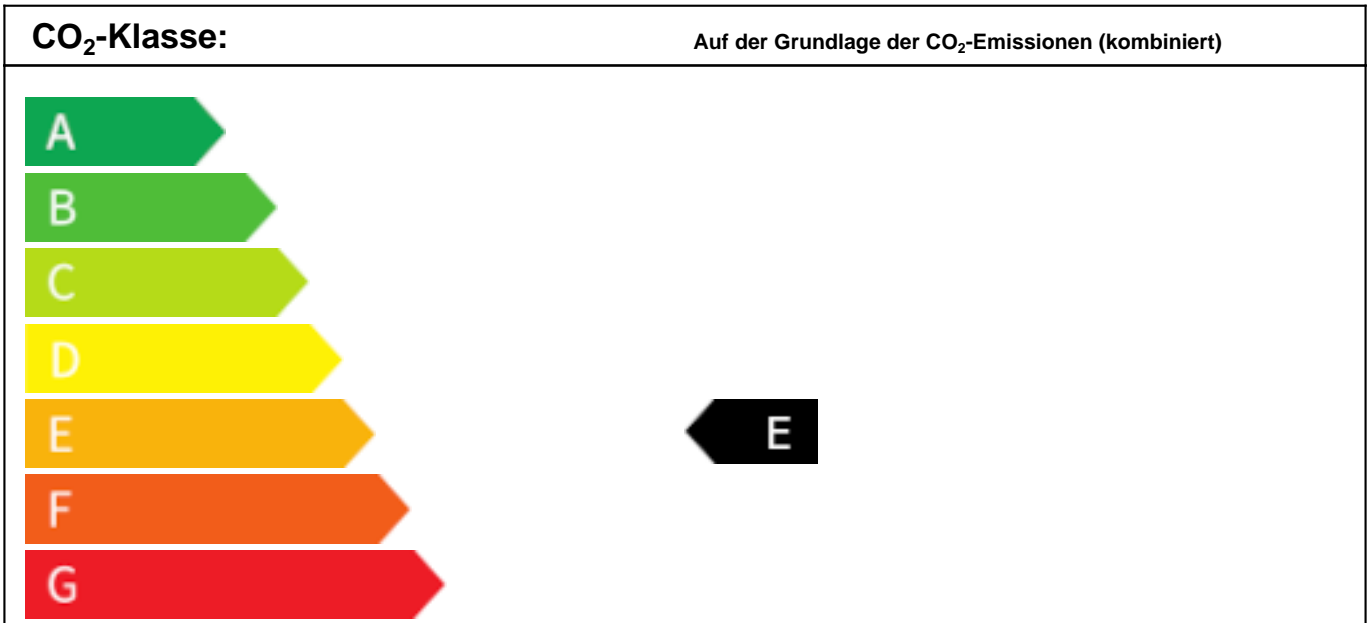 CO₂-Klasse: Auf der Grundlage der CO₂-Emissionen (kombiniert)
A
B
C
D
E E
F
G